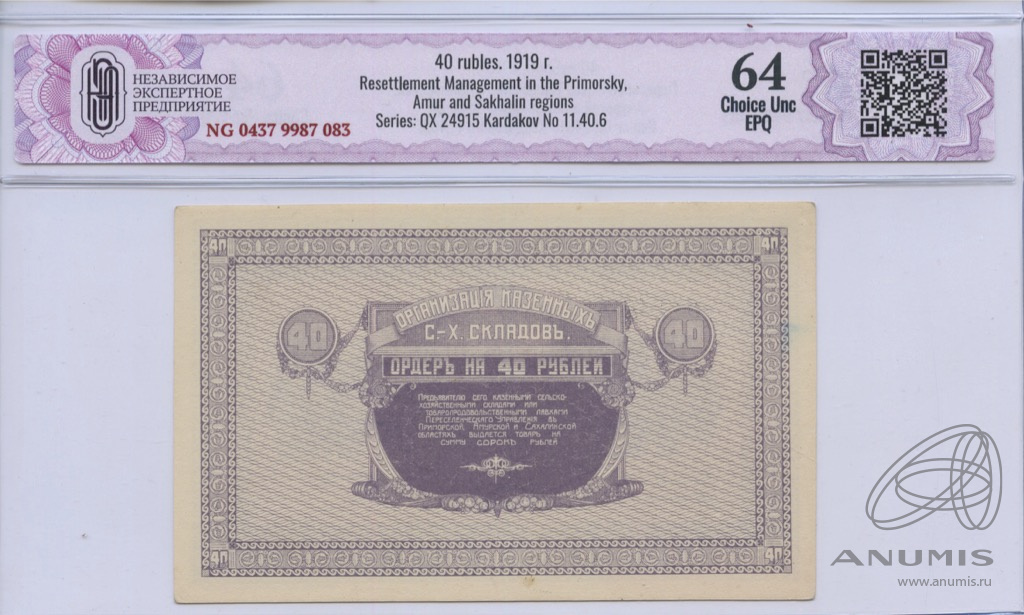 НЕЗАВИСИМОЕ
ЭКСПЕРТНОЕ
ПРЕДПРИЯТИЕ
NG 0437 9987 083
40 rubles. 1919 г.
Resettlement Management in the Primorsky,
Amur and Sakhalin regions
Series: QX 24915 Kardakov No 11.40.6
64
Choice Unc
EPQ
40 40
ОРГАНИЗАЦІЯ КАЗЕННЫХЪ
С-Х. СКЛАДОВЪ.
40 40
ОРДЕРЪ НА 40 РУБЛЕЙ
Предъявителю сего казенными сельско-
хозяйственными складами или
товаропродовольственными лавками
Переселенческаго Управленія въ
Приморской, Амурской и Сахалинской
областяхъ выдается товаръ на
сумму сорокъ рублей
40 40
ANUMIS
www.anumis.ru